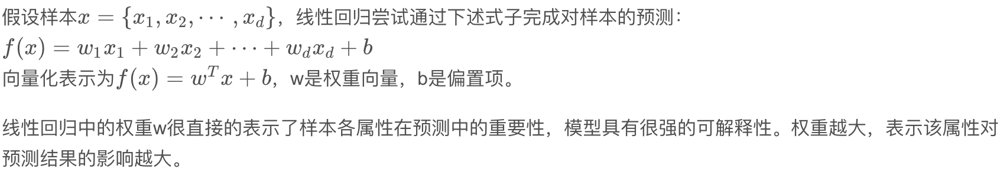 假设样本$x = \{x_1, x_2, \cdots, x_d\}$，线性回归尝试通过下述式子完成对样本的预测：
$f(x) = w_1x_1 + w_2x_2 + \cdots + w_dx_d + b$
向量化表示为$f(x) = w^Tx + b$，w是权重向量，b是偏置项。
线性回归中的权重w很直接的表示了样本各属性在预测中的重要性，模型具有很强的可解释性。权重越大，表示该属性对
预测结果的影响越大。